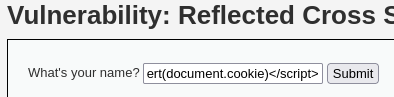 Vulnerability: Reflected Cross S
What's your name? ert(document.cookie)</script> Submit